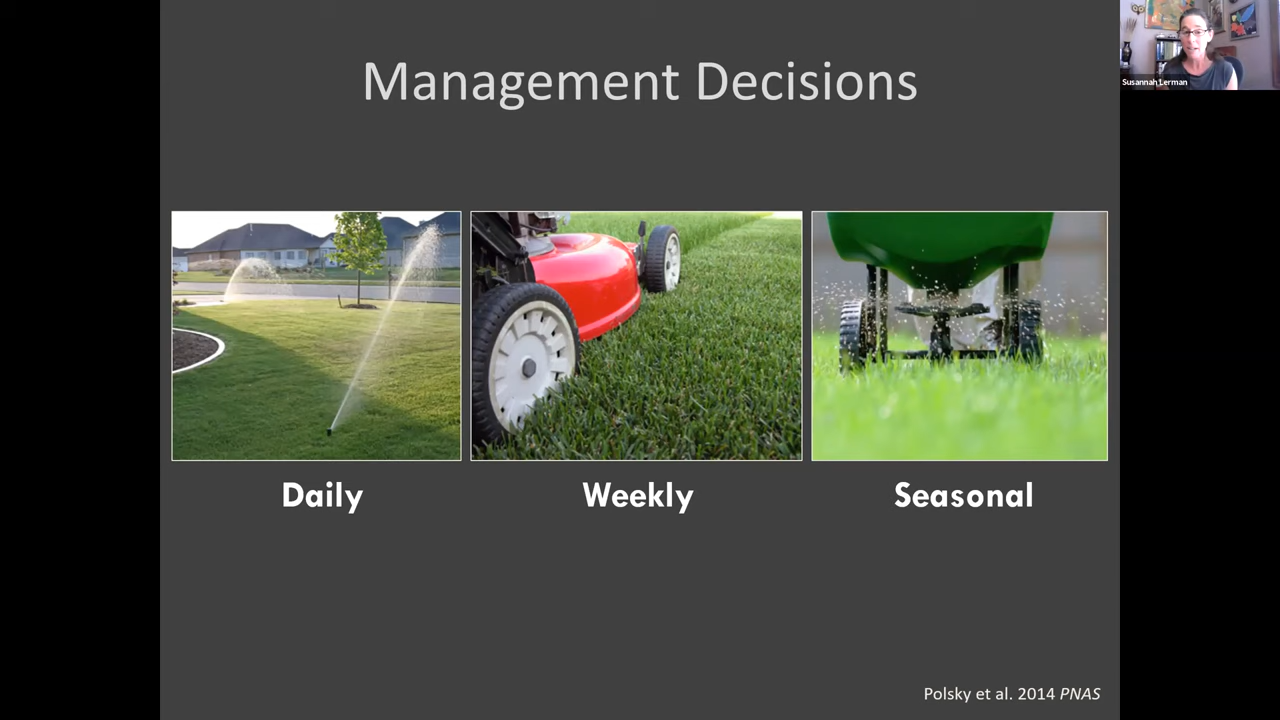 Management Decisions
Susannah Lerman
Daily
Weekly
Seasonal
Polsky et al. 2014 PNAS